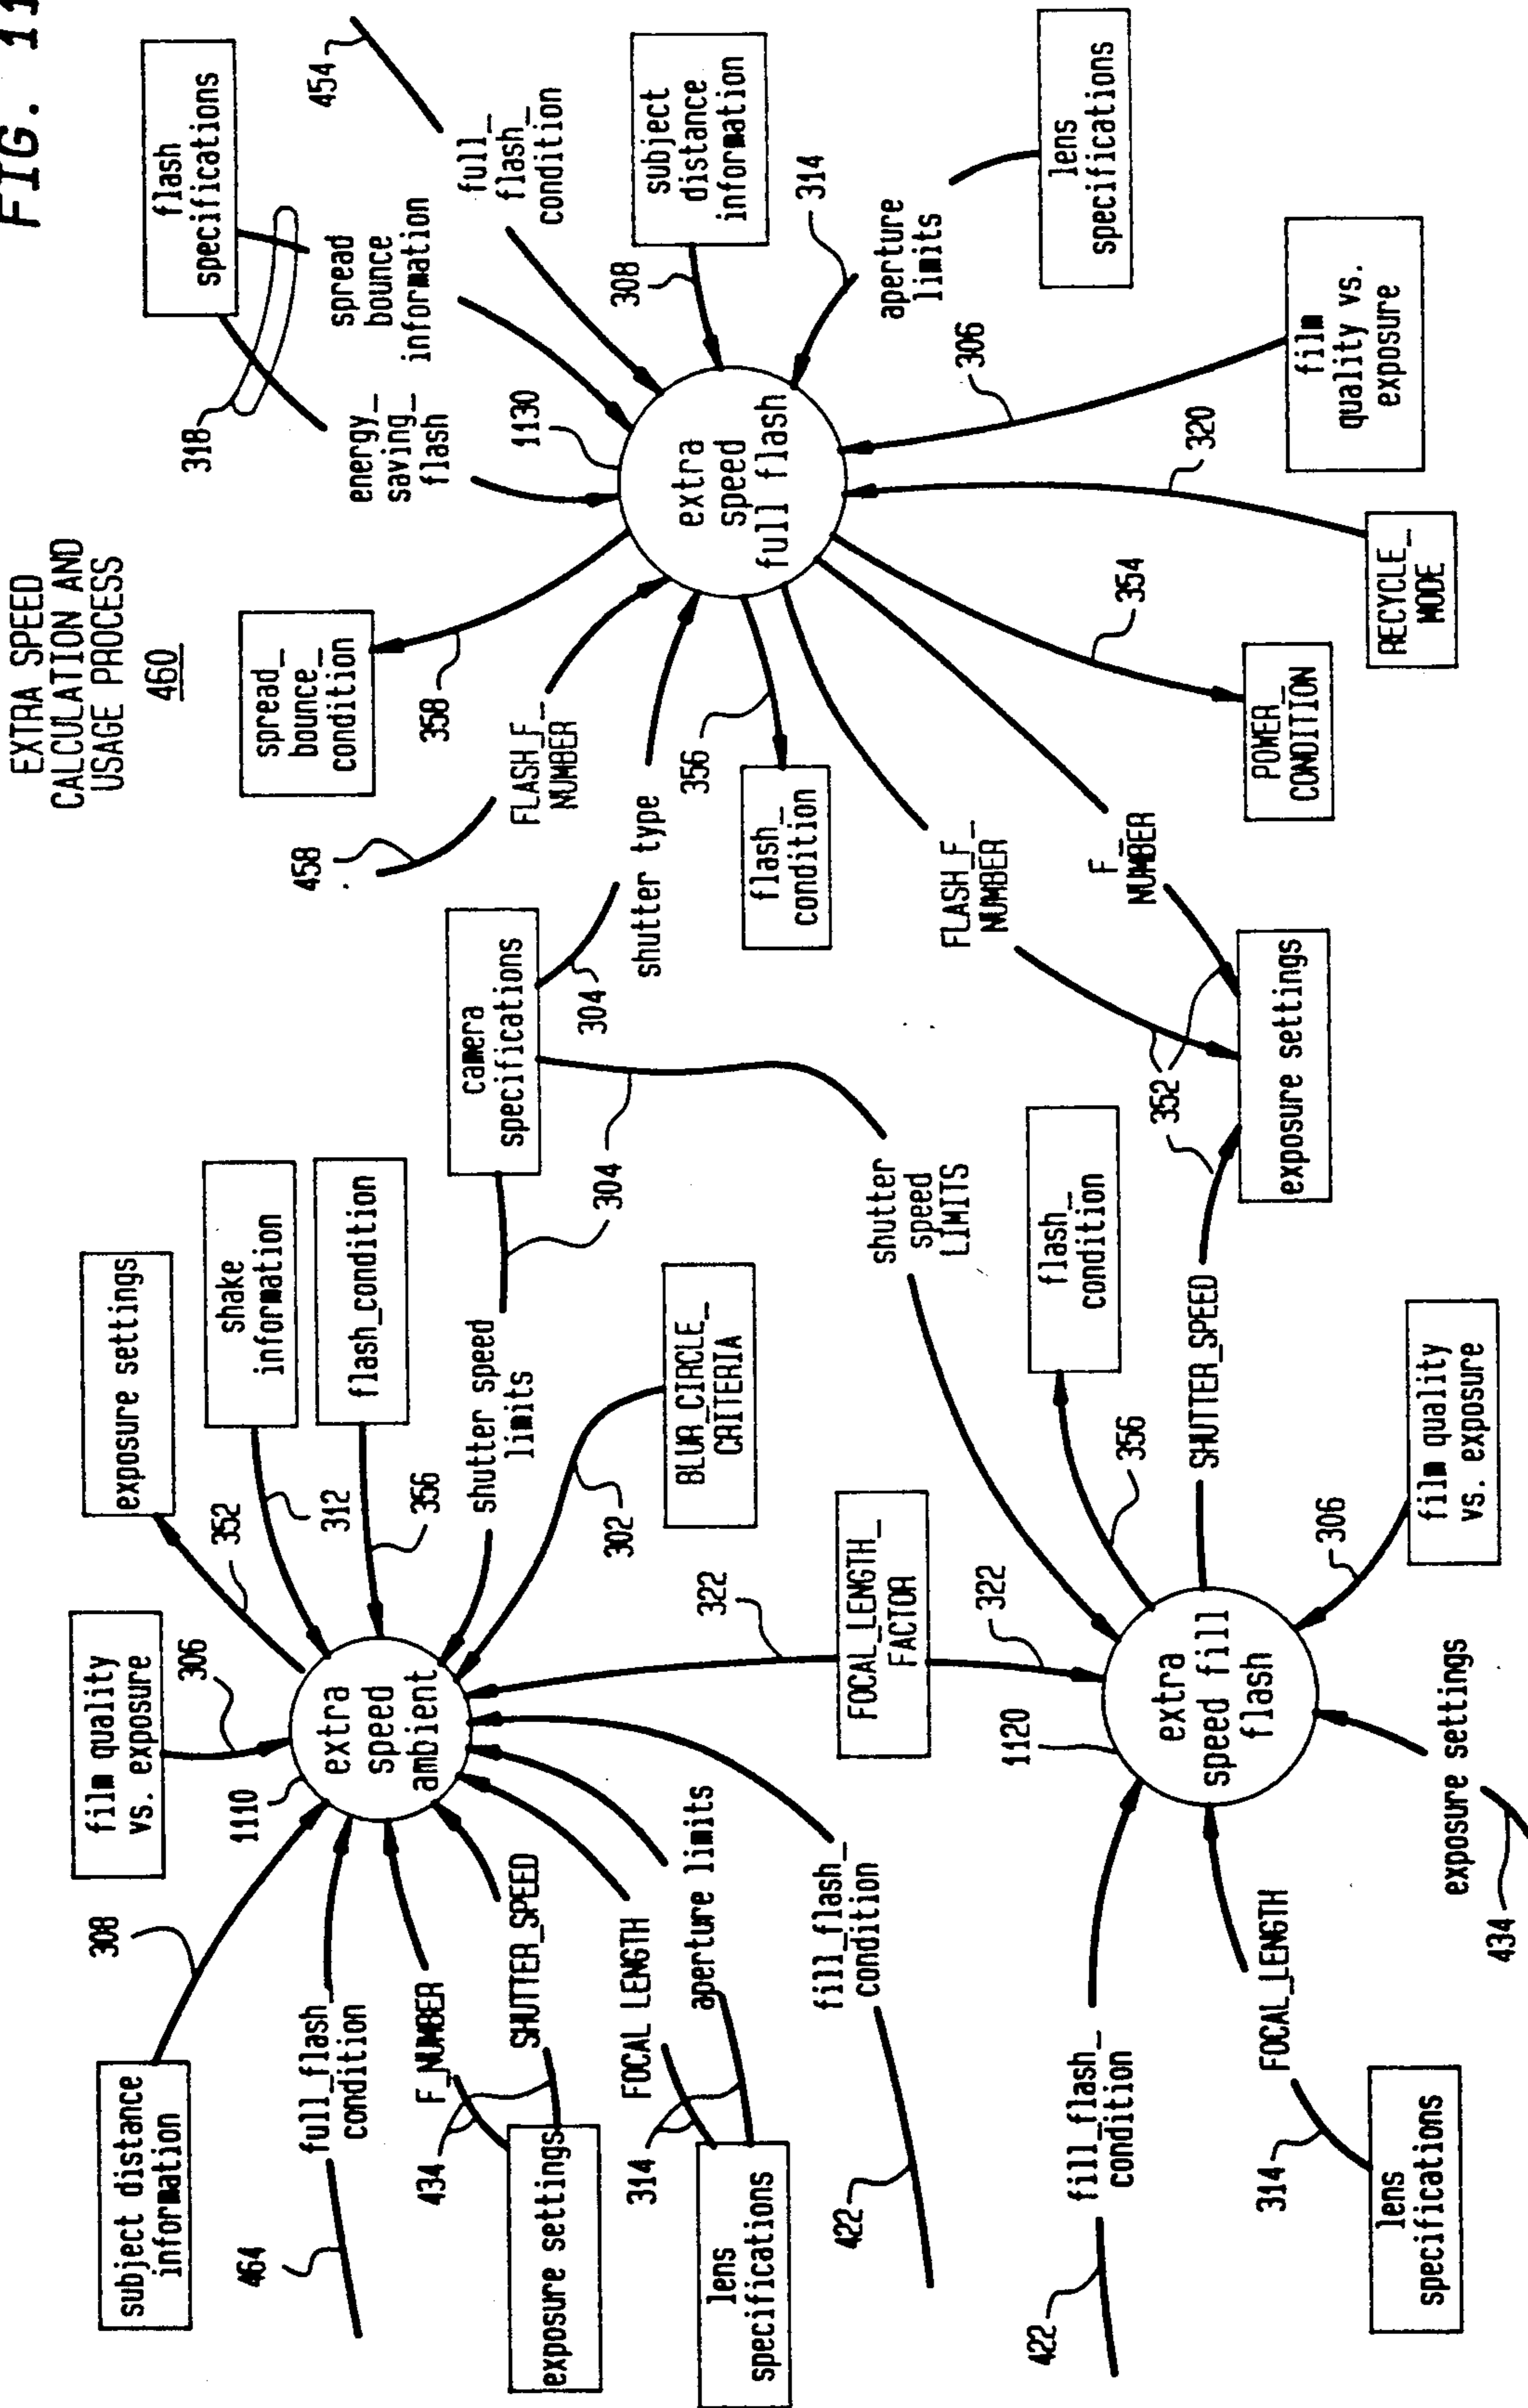 FIG. 11
EXTRA SPEED
CALCULATION AND
USAGE PROCESS
460
subject distance
information
308
film quality
vs. exposure
306
352
exposure settings
shake
information
312
flash_condition
356
1110
extra
speed
ambient
464
full_flash_
condition
F_NUMBER
434
SHUTTER_SPEED
exposure settings
FOCAL LENGTH
314
aperture limits
lens
specifications
fill_flash_
condition
422
shutter speed
limits
304
camera
specifications
304
shutter type
BLUR_CIRCLE_
CRITERIA
302
322
FOCAL_LENGTH_
FACTOR
322
shutter
speed
LIMITS
458
FLASH_F_
NUMBER
spread_
bounce_
condition
358
318
flash
specifications
energy_
saving_
flash
spread
bounce
information
454
full_
flash_
condition
1130
extra
speed
full flash
308
subject
distance
information
314
aperture
limits
lens
specifications
306
film
quality vs.
exposure
320
RECYCLE_
MODE
354
POWER_
CONDITION
356
flash_
condition
FLASH_F_
NUMBER
F_
NUMBER
352
exposure settings
SHUTTER_SPEED
flash_
condition
356
1120
extra
speed fill
flash
422
fill_flash_
condition
FOCAL_LENGTH
314
lens
specifications
exposure settings
434
306
film quality
vs. exposure